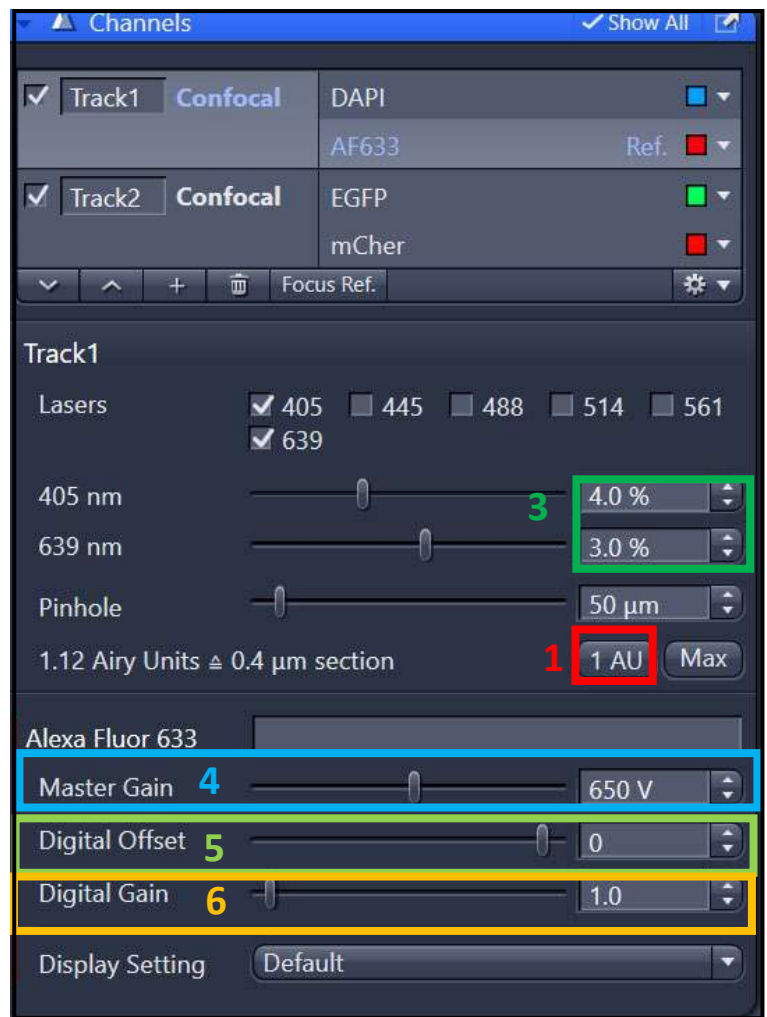 Channels Show All
Track1 Confocal DAPI
AF633 Ref.
Track2 Confocal EGFP
mCher
+ Focus Ref.
Track1
Lasers 405 445 488 514 561
639
405 nm 3 4.0 %
639 nm 3.0 %
Pinhole 50 µm
1.12 Airy Units ≙ 0.4 µm section 1 1 AU Max
Alexa Fluor 633
Master Gain 4 650 V
Digital Offset 5 0
Digital Gain 6 1.0
Display Setting Default